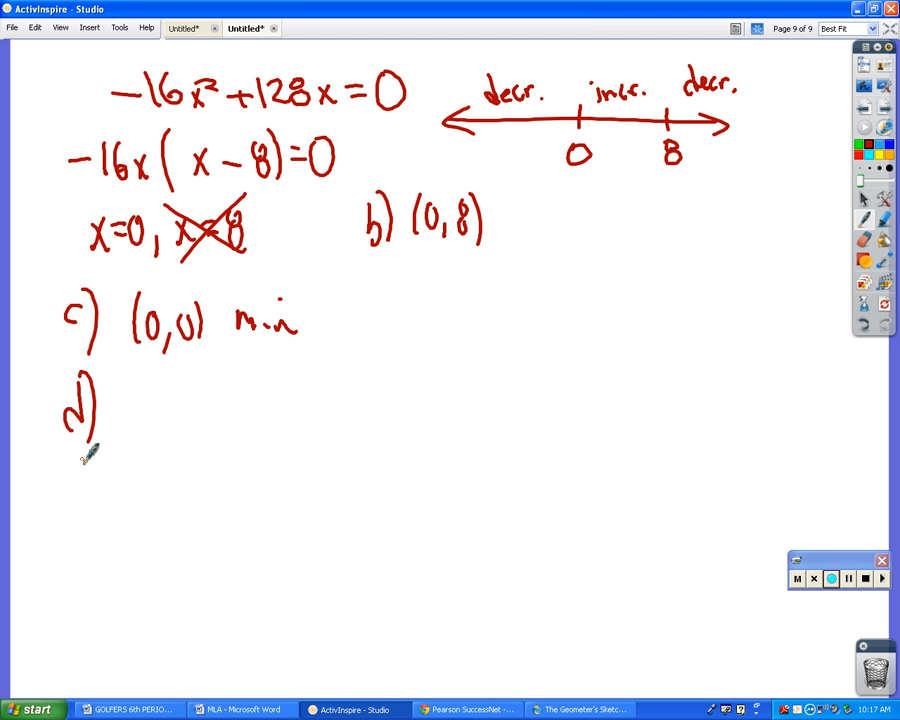 ActivInspire - Studio
File Edit View Insert Tools Help
Untitled* Untitled*
Page 9 of 9 Best Fit
-16x² + 128x = 0
-16x(x - 8) = 0
x = 0, x = 8
decr. incr. decr.
0 8
b) (0, 8)
c) (0, 0) min
d)
M
start
GOLFERS 6th PERIO...
MLA - Microsoft Word
ActivInspire - Studio
Pearson SuccessNet -...
The Geometer's Sketc...
10:17 AM